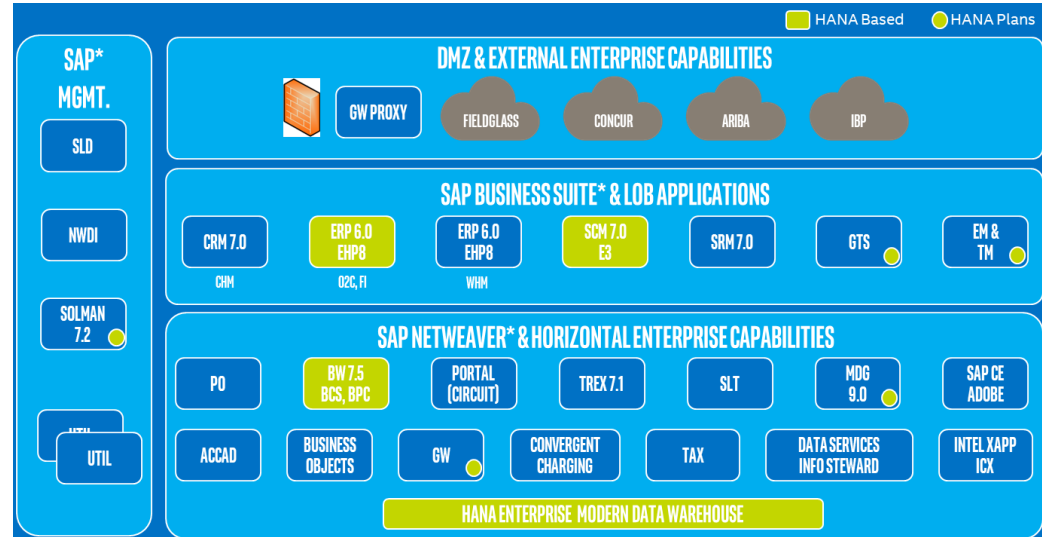 HANA Based
HANA Plans
SAP*
MGMT.
SLD
NWDI
SOLMAN
7.2
UTIL
UTIL
DMZ & EXTERNAL ENTERPRISE CAPABILITIES
GW PROXY
FIELDGLASS
CONCUR
ARIBA
IBP
SAP BUSINESS SUITE* & LOB APPLICATIONS
CRM 7.0
CHM
ERP 6.0
EHP8
O2C, FI
ERP 6.0
EHP8
WHM
SCM 7.0
E3
SRM 7.0
GTS
EM &
TM
SAP NETWEAVER* & HORIZONTAL ENTERPRISE CAPABILITIES
PO
BW 7.5
BCS, BPC
PORTAL
(CIRCUIT)
TREX 7.1
SLT
MDG
9.0
SAP CE
ADOBE
ACCAD
BUSINESS
OBJECTS
GW
CONVERGENT
CHARGING
TAX
DATA SERVICES
INFO STEWARD
INTEL XAPP
ICX
HANA ENTERPRISE MODERN DATA WAREHOUSE